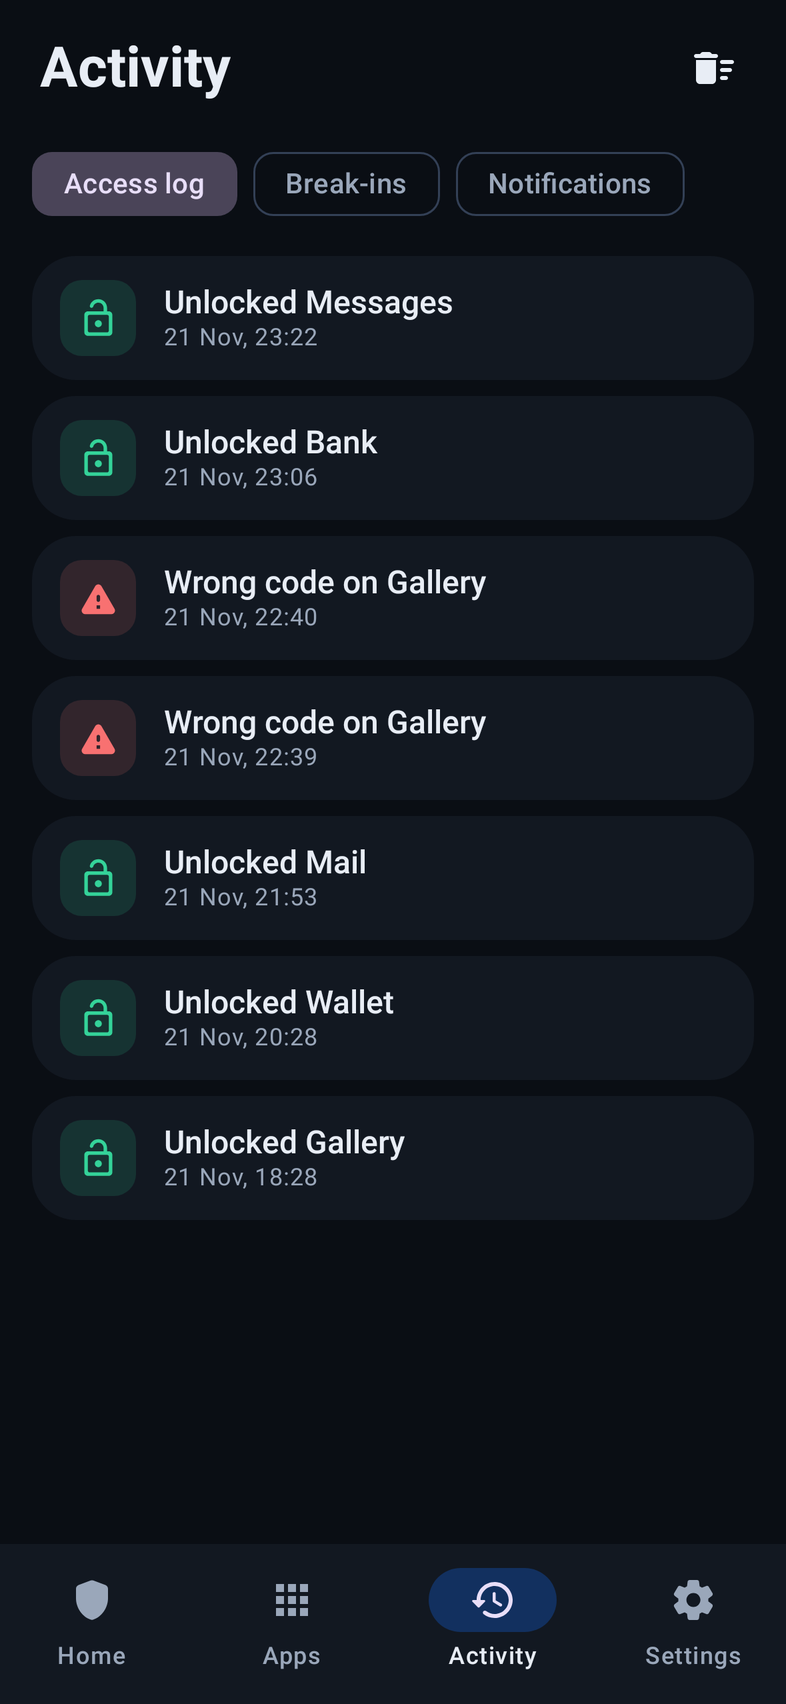 Activity
Access log
Break-ins
Notifications
Unlocked Messages
21 Nov, 23:22
Unlocked Bank
21 Nov, 23:06
Wrong code on Gallery
21 Nov, 22:40
Wrong code on Gallery
21 Nov, 22:39
Unlocked Mail
21 Nov, 21:53
Unlocked Wallet
21 Nov, 20:28
Unlocked Gallery
21 Nov, 18:28
Home
Apps
Activity
Settings